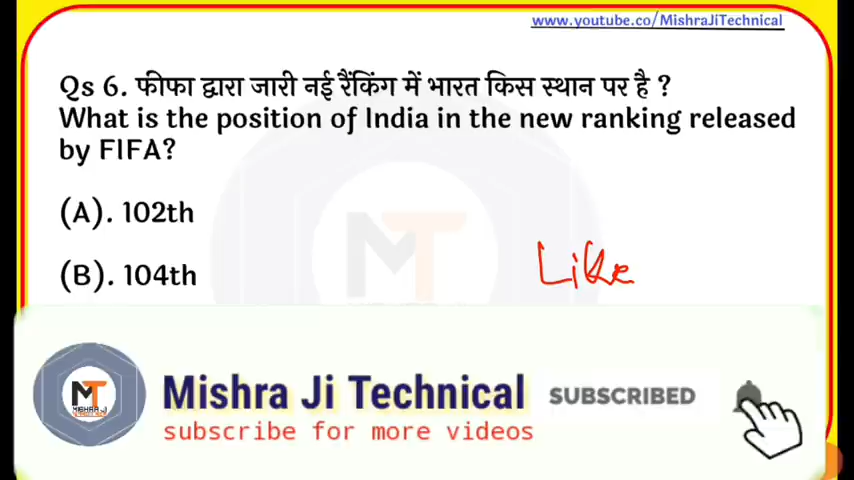 www.youtube.co/MishraJiTechnical
Qs 6. फीफा द्वारा जारी नई रैंकिंग में भारत किस स्थान पर है ?
What is the position of India in the new ranking released
by FIFA?
(A). 102th
(B). 104th
Like
MT
Mishra Ji Technical
SUBSCRIBED
subscribe for more videos